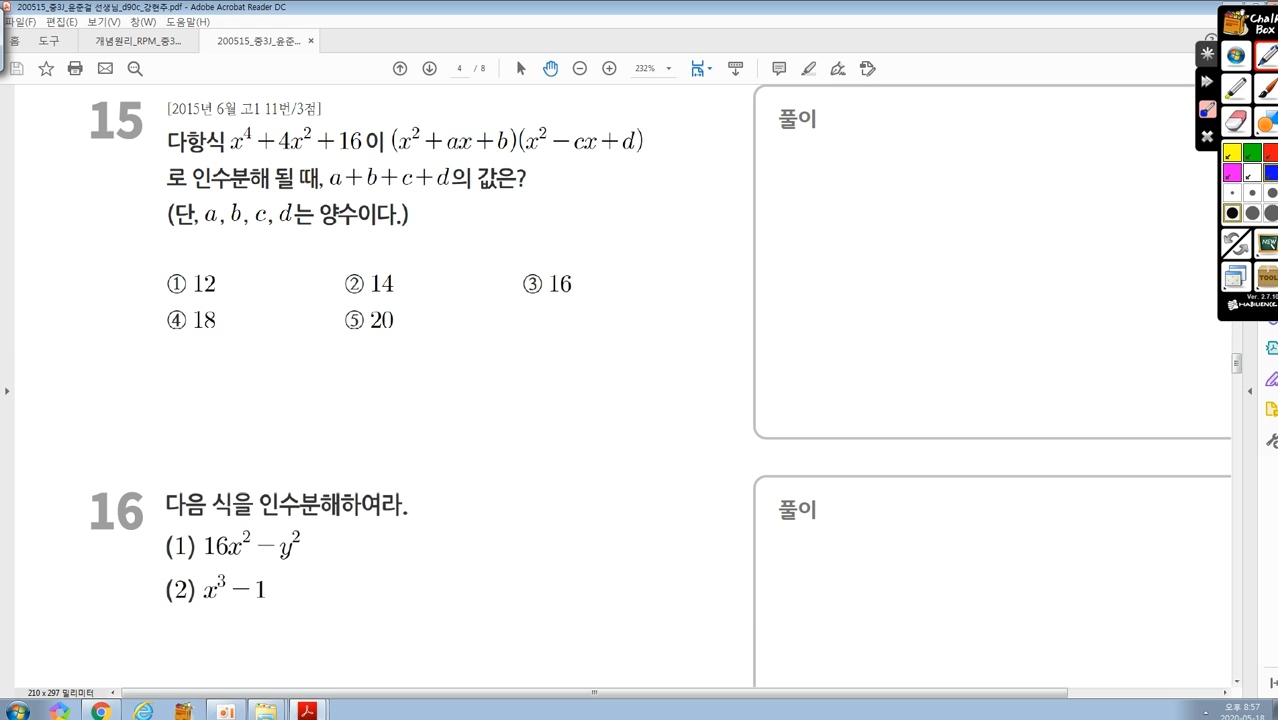 200515_중3J_윤준걸 선생님_d90c_강현주.pdf - Adobe Acrobat Reader DC
파일(F) 편집(E) 보기(V) 창(W) 도움말(H)
홈 도구 개념원리_RPM_중3... 200515_중3J_윤준... ×
4 / 8 232%
Chalk Box
15 [2015년 6월 고1 11번/3점]
다항식 x⁴+4x²+16이 (x²+ax+b)(x²-cx+d)
로 인수분해 될 때, a+b+c+d의 값은?
(단, a, b, c, d는 양수이다.)
① 12 ② 14 ③ 16
④ 18 ⑤ 20
풀이
NEW
TOOL
Ver. 2.7.10
HABILIENCE
16 다음 식을 인수분해하여라.
(1) 16x²-y²
(2) x³-1
풀이
210 x 297 밀리미터
오후 8:57
2020-05-18